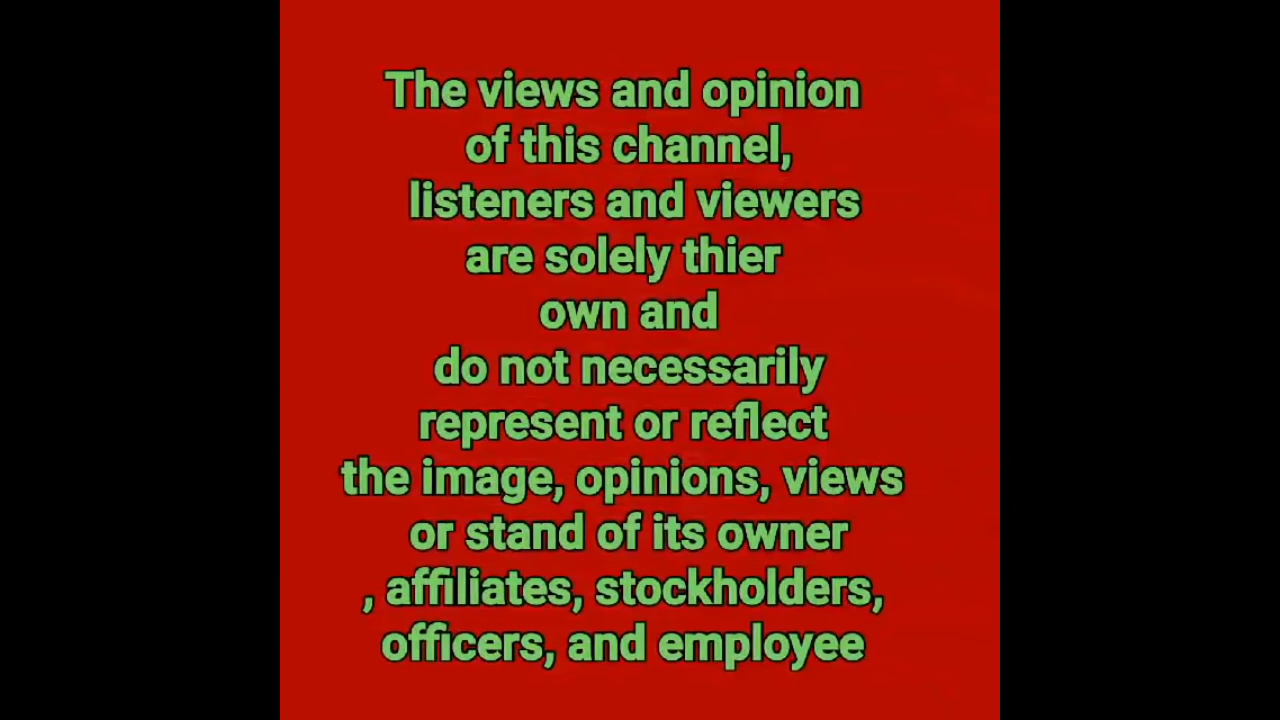 The views and opinion
of this channel,
listeners and viewers
are solely thier
own and
do not necessarily
represent or reflect
the image, opinions, views
or stand of its owner
, affiliates, stockholders,
officers, and employee